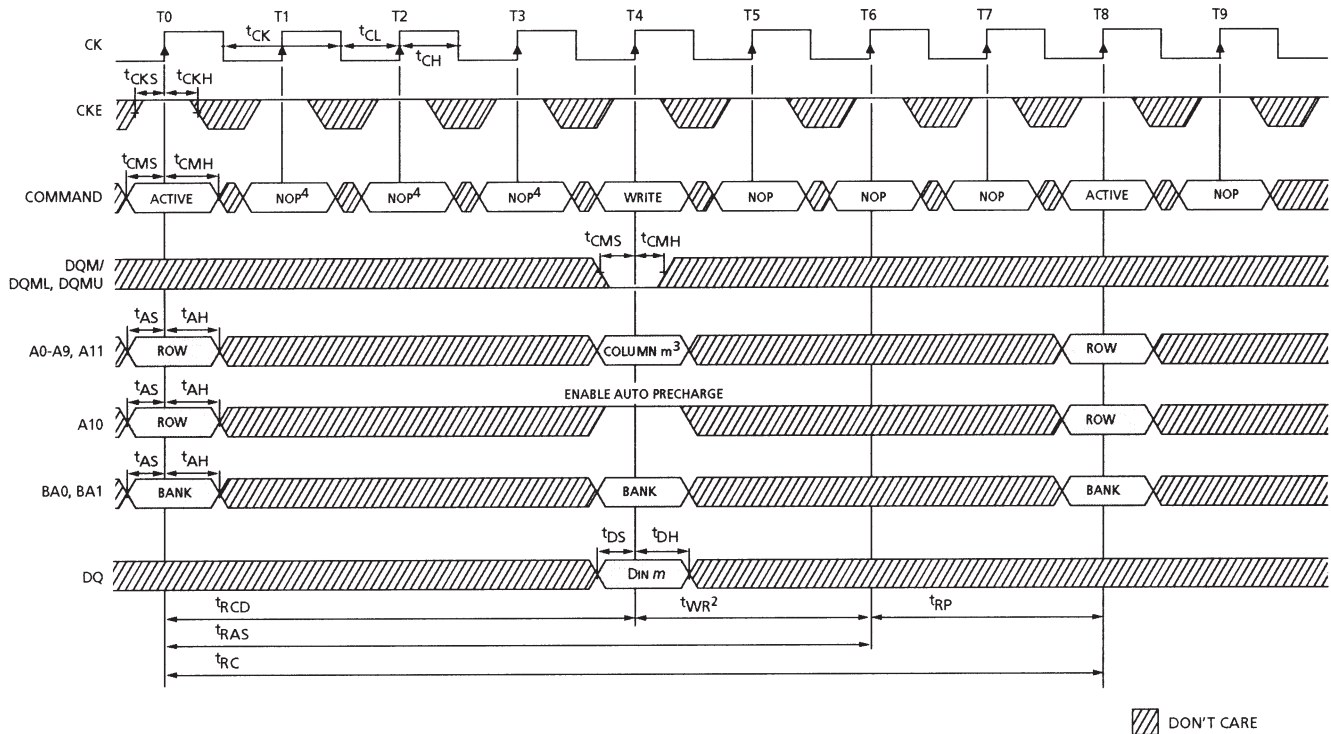 T0 T1 T2 T3 T4 T5 T6 T7 T8 T9
CK
tCK tCL
tCH
tCKS tCKH
CKE
tCMS tCMH
COMMAND ACTIVE NOP4 NOP4 NOP4 WRITE NOP NOP NOP ACTIVE NOP
tCMS tCMH
DQM/
DQML, DQMU
tAS tAH
A0-A9, A11 ROW COLUMN m3 ROW
ENABLE AUTO PRECHARGE
tAS tAH
A10 ROW ROW
tAS tAH
BA0, BA1 BANK BANK BANK
tDS tDH
DQ DIN m
tRCD tWR2 tRP
tRAS
tRC
DON'T CARE